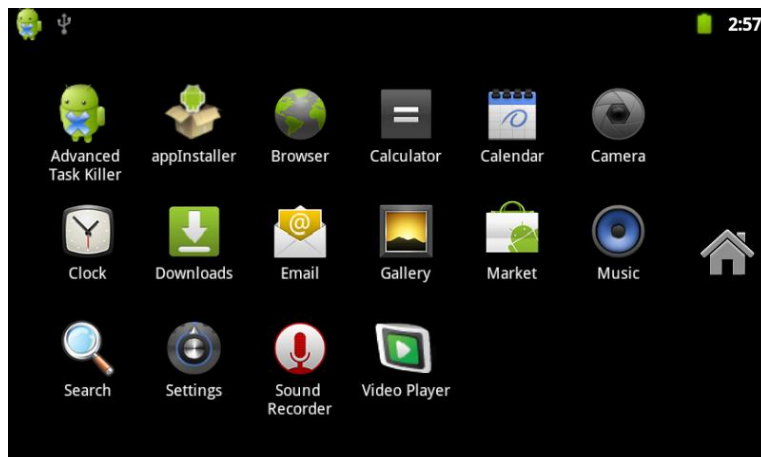 2:57
Advanced
Task Killer
appInstaller
Browser
Calculator
Calendar
Camera
Clock
Downloads
Email
Gallery
Market
Music
Search
Settings
Sound
Recorder
Video Player